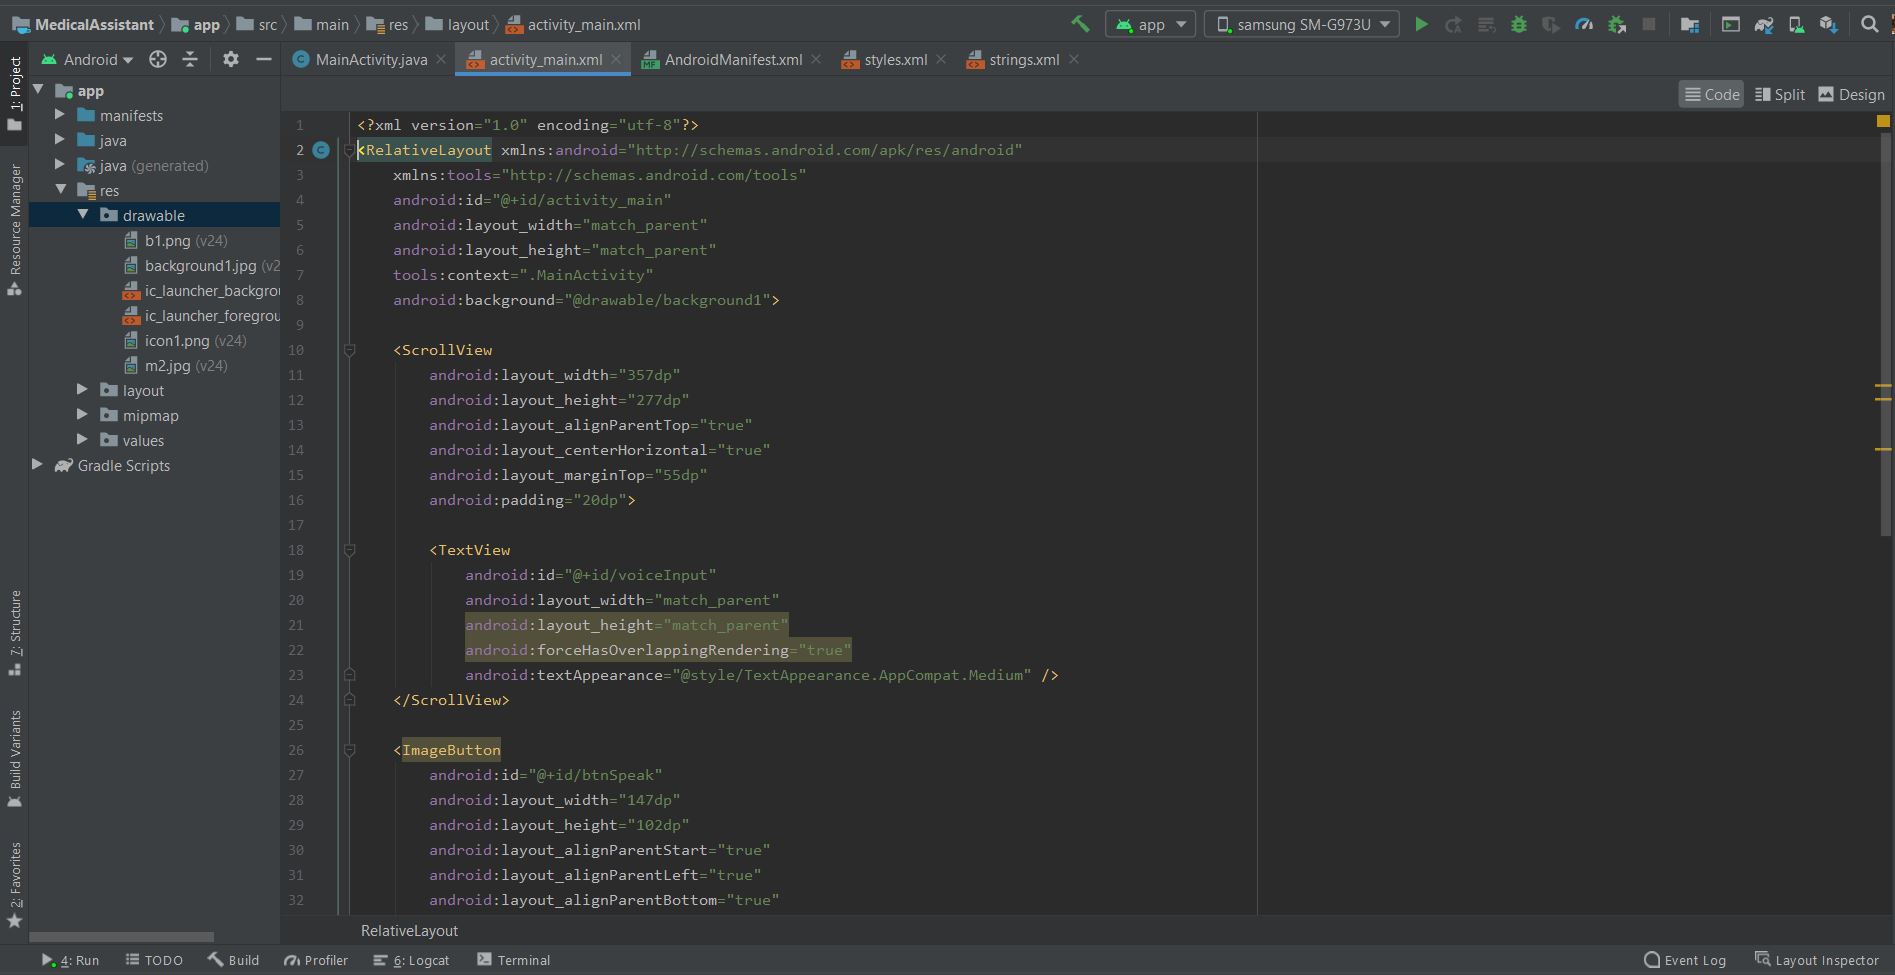 MedicalAssistant app src main res layout activity_main.xml
app samsung SM-G973U
Android
MainActivity.java activity_main.xml AndroidManifest.xml styles.xml strings.xml
Code Split Design
1: Project
Resource Manager
7: Structure
Build Variants
2: Favorites
app
manifests
java
java (generated)
res
drawable
b1.png (v24)
background1.jpg (v2
ic_launcher_backgrou
ic_launcher_foregrou
icon1.png (v24)
m2.jpg (v24)
layout
mipmap
values
Gradle Scripts
1 <?xml version="1.0" encoding="utf-8"?>
2 C <RelativeLayout xmlns:android="http://schemas.android.com/apk/res/android"
3 xmlns:tools="http://schemas.android.com/tools"
4 android:id="@+id/activity_main"
5 android:layout_width="match_parent"
6 android:layout_height="match_parent"
7 tools:context=".MainActivity"
8 android:background="@drawable/background1">
9
10 <ScrollView
11 android:layout_width="357dp"
12 android:layout_height="277dp"
13 android:layout_alignParentTop="true"
14 android:layout_centerHorizontal="true"
15 android:layout_marginTop="55dp"
16 android:padding="20dp">
17
18 <TextView
19 android:id="@+id/voiceInput"
20 android:layout_width="match_parent"
21 android:layout_height="match_parent"
22 android:forceHasOverlappingRendering="true"
23 android:textAppearance="@style/TextAppearance.AppCompat.Medium" />
24 </ScrollView>
25
26 <ImageButton
27 android:id="@+id/btnSpeak"
28 android:layout_width="147dp"
29 android:layout_height="102dp"
30 android:layout_alignParentStart="true"
31 android:layout_alignParentLeft="true"
32 android:layout_alignParentBottom="true"
RelativeLayout
4: Run TODO Build Profiler 6: Logcat Terminal Event Log Layout Inspector